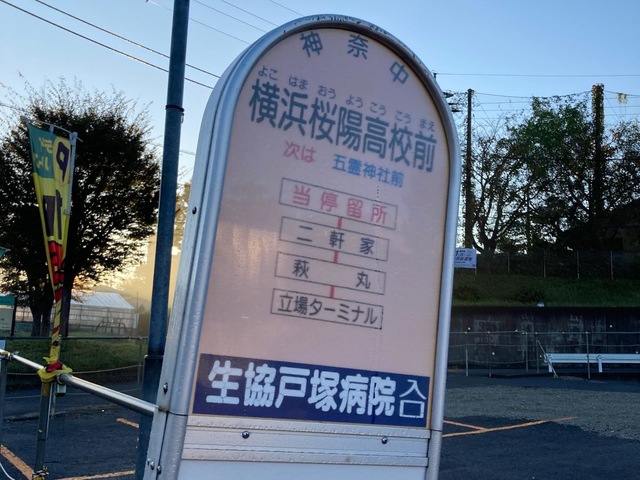 神奈中
よこ はま おう よう こう こう まえ
横浜桜陽高校前
次は 五霊神社前
当停留所
二軒家
萩丸
立場ターミナル
生協戸塚病院入口